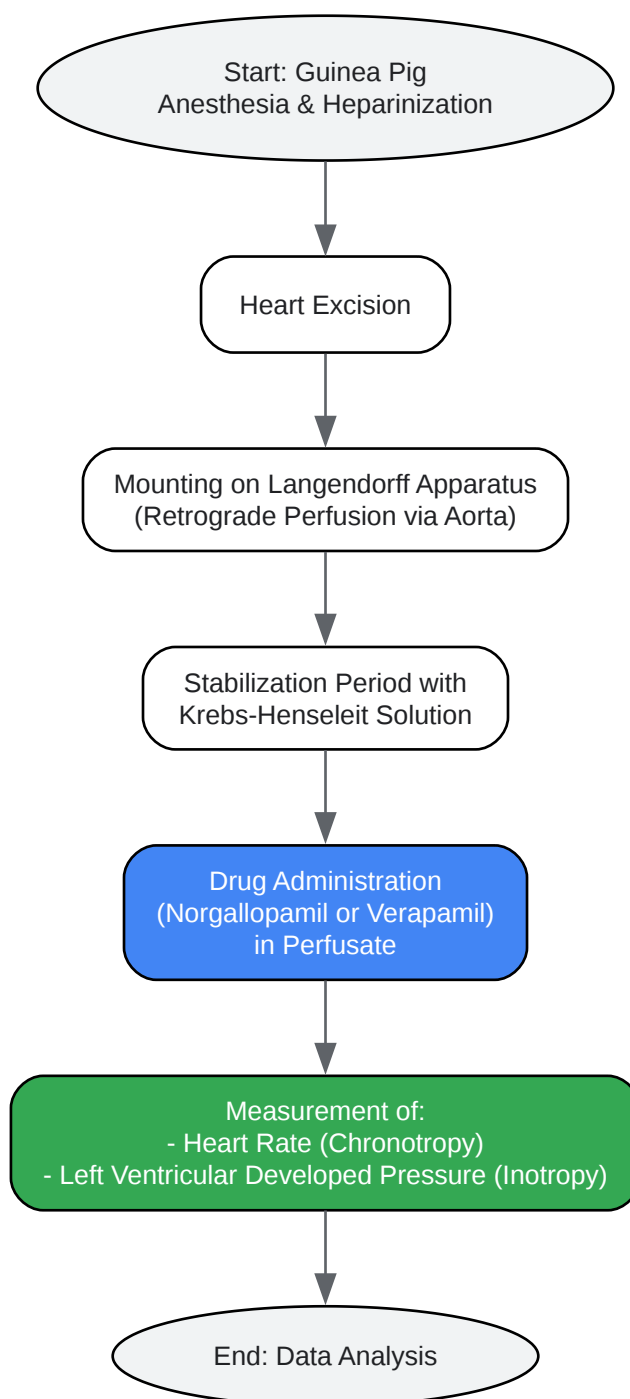 Start: Guinea Pig
Anesthesia & Heparinization
Heart Excision
Mounting on Langendorff Apparatus
(Retrograde Perfusion via Aorta)
Stabilization Period with
Krebs-Henseleit Solution
Drug Administration
(Norgallopamil or Verapamil)
in Perfusate
Measurement of:
- Heart Rate (Chronotropy)
- Left Ventricular Developed Pressure (Inotropy)
End: Data Analysis